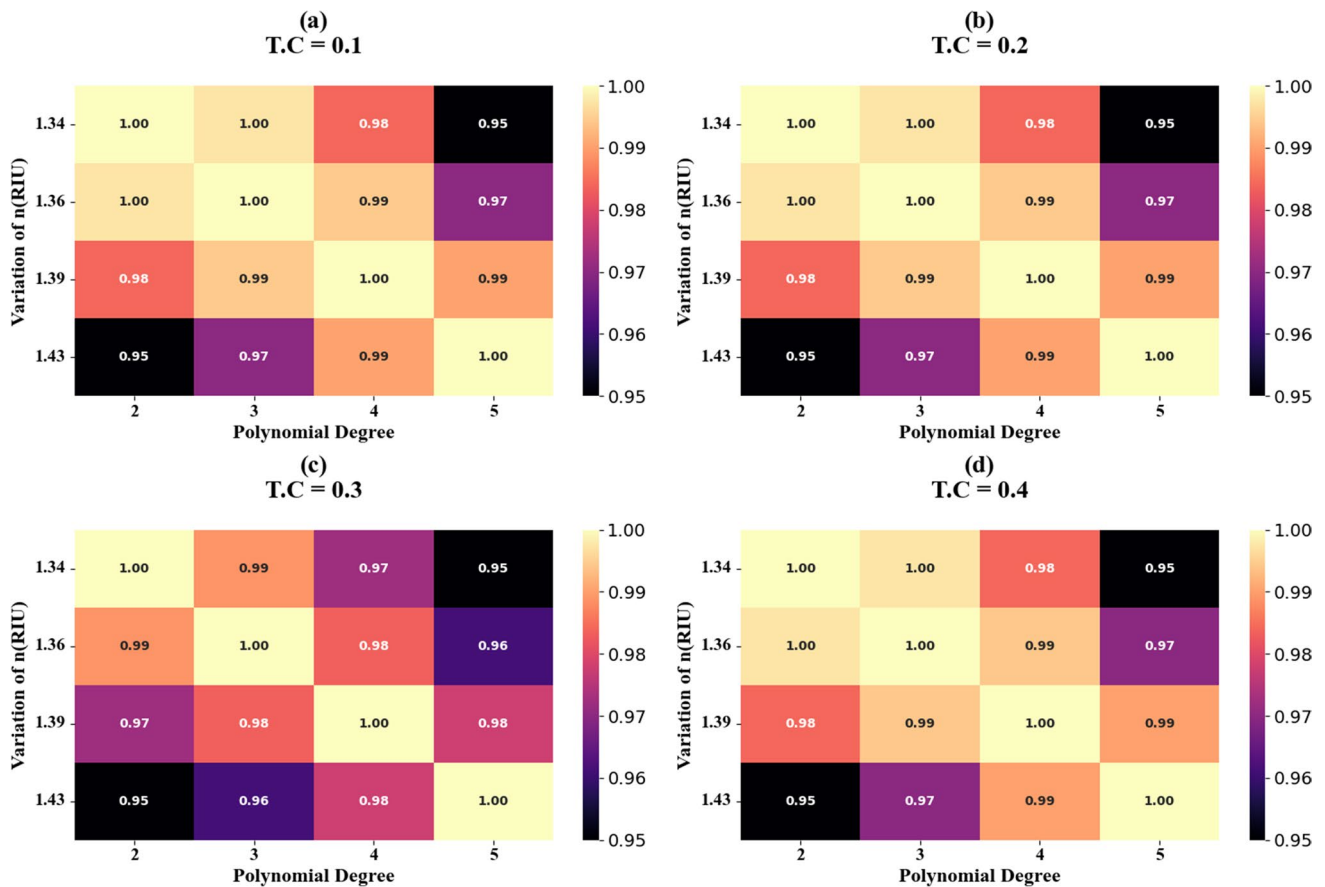 (a)
T.C = 0.1
1.00
1.34 1.00 1.00 0.98 0.95
0.99
1.36 1.00 1.00 0.99 0.97
0.98
0.97
1.39 0.98 0.99 1.00 0.99
0.96
1.43 0.95 0.97 0.99 1.00
0.95
2 3 4 5
Polynomial Degree
Variation of n(RIU)
(b)
T.C = 0.2
1.00
1.34 1.00 1.00 0.98 0.95
0.99
1.36 1.00 1.00 0.99 0.97
0.98
0.97
1.39 0.98 0.99 1.00 0.99
0.96
1.43 0.95 0.97 0.99 1.00
0.95
2 3 4 5
Polynomial Degree
Variation of n(RIU)
(c)
T.C = 0.3
1.00
1.34 1.00 0.99 0.97 0.95
0.99
1.36 0.99 1.00 0.98 0.96
0.98
0.97
1.39 0.97 0.98 1.00 0.98
0.96
1.43 0.95 0.96 0.98 1.00
0.95
2 3 4 5
Polynomial Degree
Variation of n(RIU)
(d)
T.C = 0.4
1.00
1.34 1.00 1.00 0.98 0.95
0.99
1.36 1.00 1.00 0.99 0.97
0.98
0.97
1.39 0.98 0.99 1.00 0.99
0.96
1.43 0.95 0.97 0.99 1.00
0.95
2 3 4 5
Polynomial Degree
Variation of n(RIU)